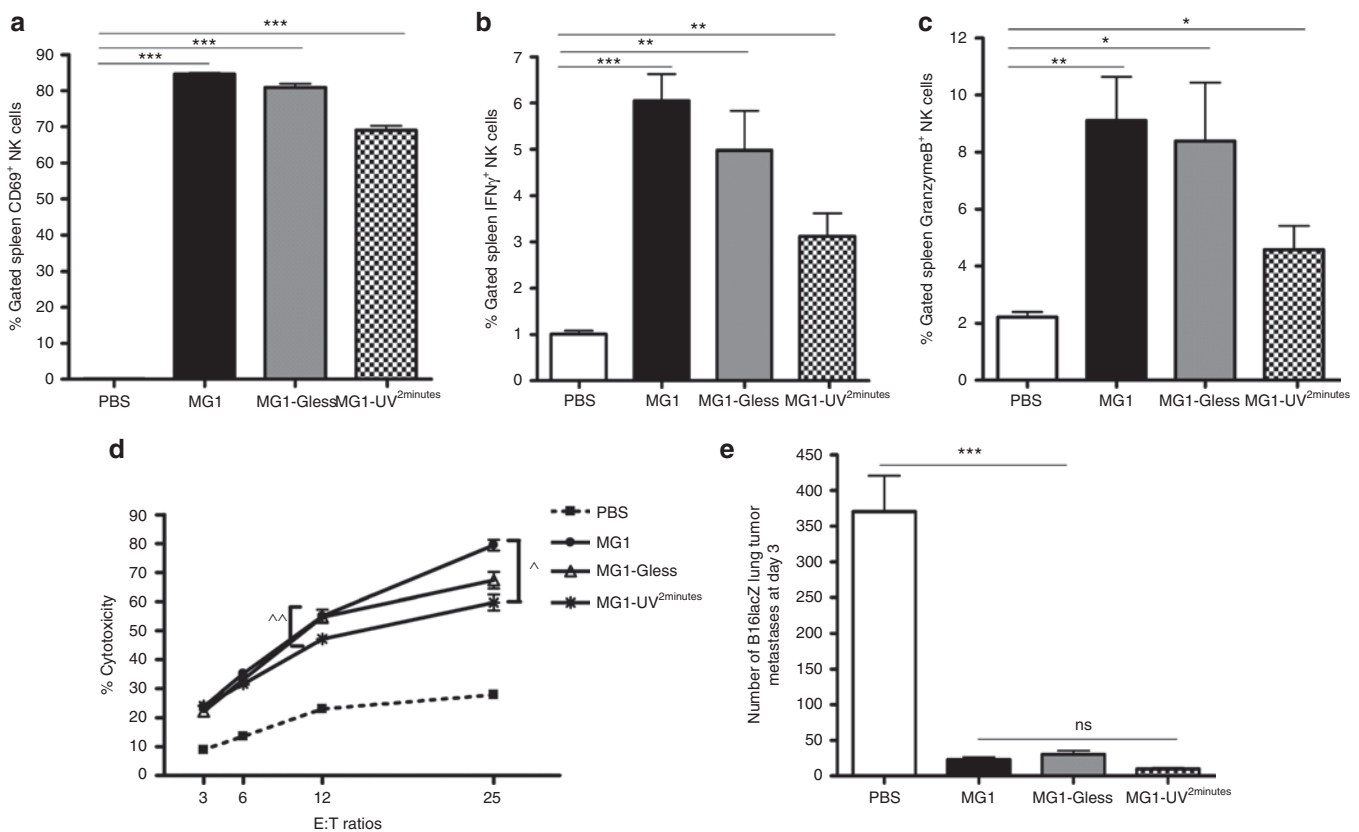 a
***
***
***
% Gated spleen CD69+ NK cells
90
80
70
60
50
40
30
20
10
0
PBS MG1 MG1-Gless MG1-UV2minutes
b
**
**
***
% Gated spleen IFNγ+ NK cells
7
6
5
4
3
2
1
0
PBS MG1 MG1-Gless MG1-UV2minutes
c
*
*
**
% Gated spleen GranzymeB+ NK cells
12
10
8
6
4
2
0
PBS MG1 MG1-Gless MG1-UV2minutes
d
% Cytotoxicity
90
80
70
60
50
40
30
20
10
0
^^
^
3 6 12 25
E:T ratios
PBS
MG1
MG1-Gless
MG1-UV2minutes
e
***
Number of B16lacZ lung tumor
metastases at day 3
450
400
350
300
250
200
150
100
50
0
ns
PBS MG1 MG1-Gless MG1-UV2minutes